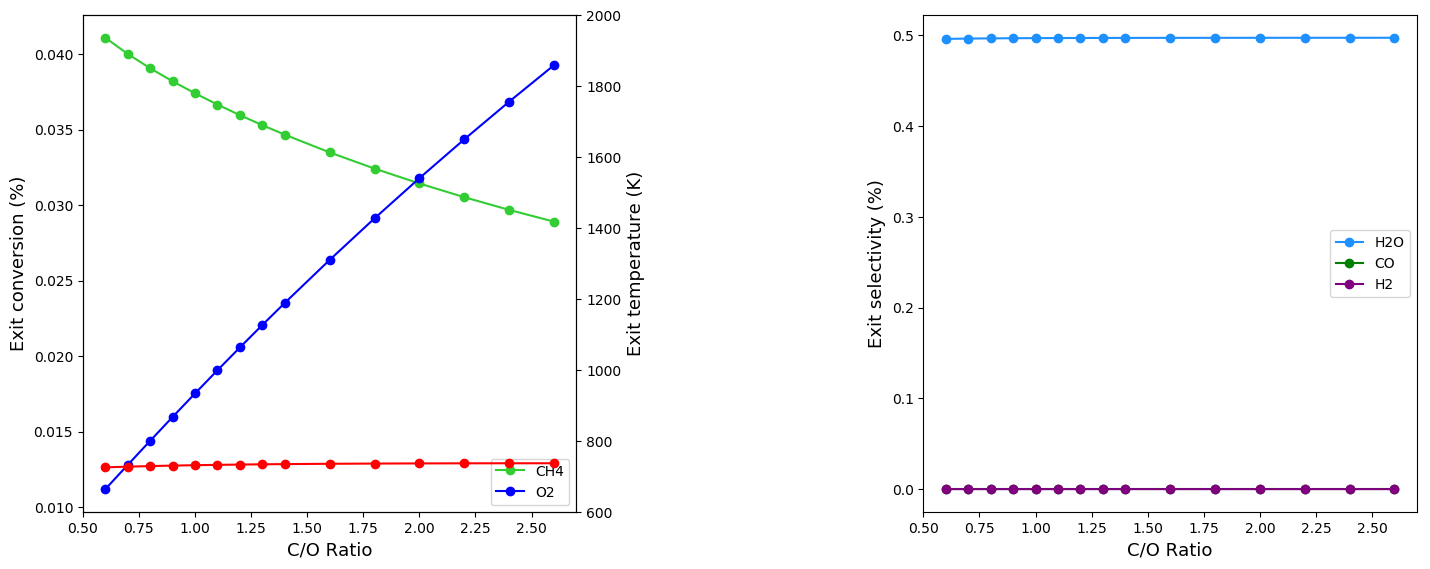 0.040
0.035
0.030
0.025
0.020
0.015
0.010
Exit conversion (%)
0.50 0.75 1.00 1.25 1.50 1.75 2.00 2.25 2.50
C/O Ratio
CH4
O2
2000
1800
1600
1400
1200
1000
800
600
Exit temperature (K)
0.5
0.4
0.3
0.2
0.1
0.0
Exit selectivity (%)
H2O
CO
H2
0.50 0.75 1.00 1.25 1.50 1.75 2.00 2.25 2.50
C/O Ratio